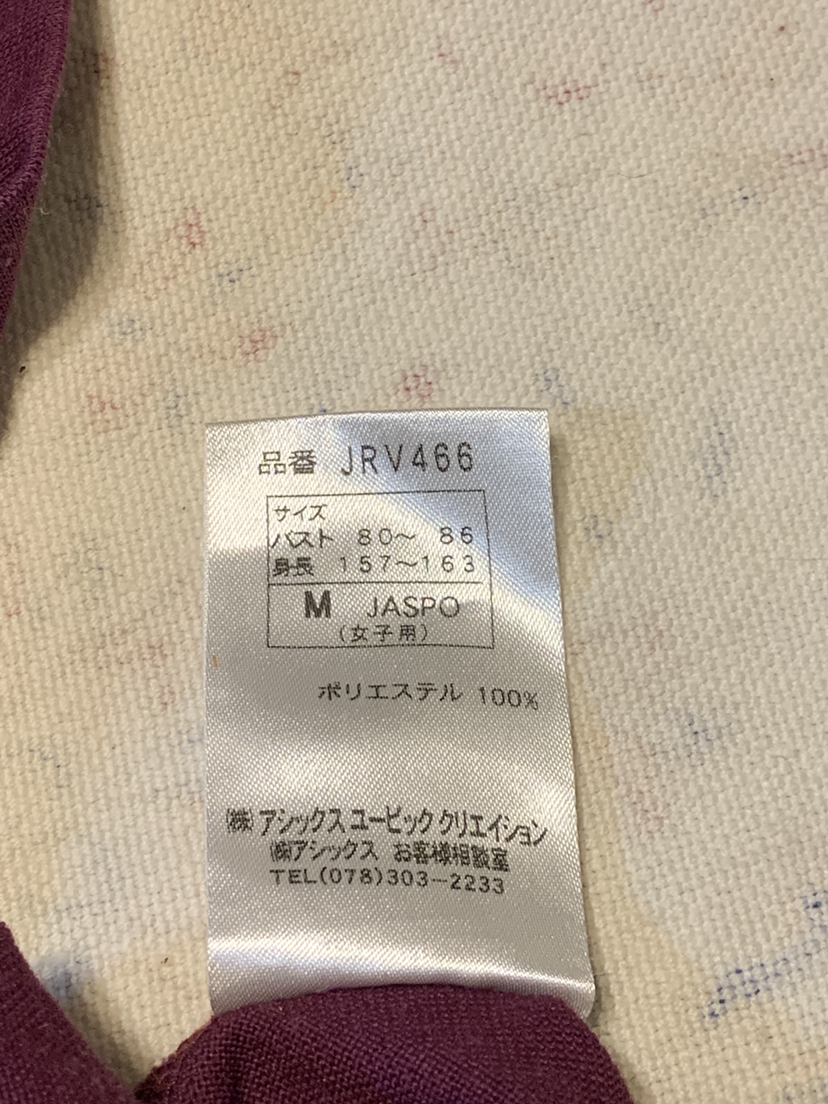 品番 JRV466
サイズ
バスト 80〜 86
身長 157〜163
M JASPO
(女子用)
ポリエステル 100%
㈱アシックス ユービック クリエイション
㈱アシックス お客様相談室
TEL(078)303-2233